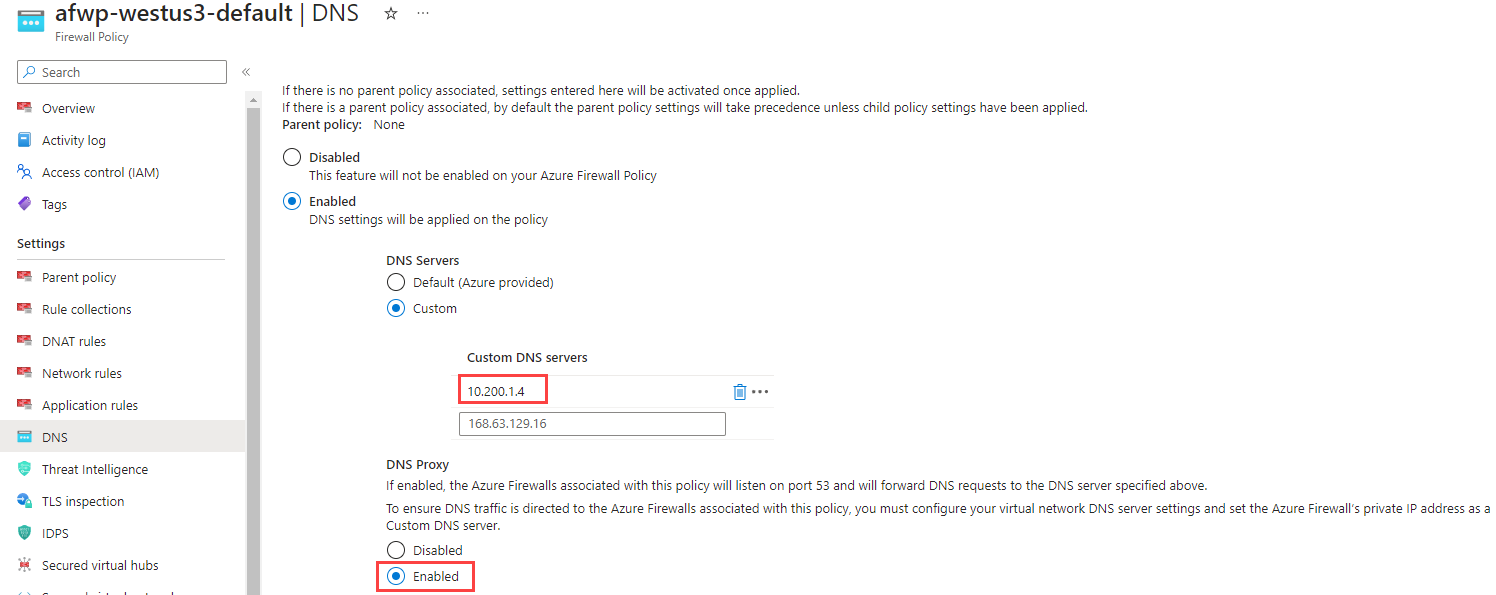 afwp-westus3-default | DNS
Firewall Policy
Search
Overview
Activity log
Access control (IAM)
Tags
Settings
Parent policy
Rule collections
DNAT rules
Network rules
Application rules
DNS
Threat Intelligence
TLS inspection
IDPS
Secured virtual hubs
If there is no parent policy associated, settings entered here will be activated once applied.
If there is a parent policy associated, by default the parent policy settings will take precedence unless child policy settings have been applied.
Parent policy: None
Disabled
This feature will not be enabled on your Azure Firewall Policy
Enabled
DNS settings will be applied on the policy
DNS Servers
Default (Azure provided)
Custom
Custom DNS servers
10.200.1.4
168.63.129.16
DNS Proxy
If enabled, the Azure Firewalls associated with this policy will listen on port 53 and will forward DNS requests to the DNS server specified above.
To ensure DNS traffic is directed to the Azure Firewalls associated with this policy, you must configure your virtual network DNS server settings and set the Azure Firewall's private IP address as a
Custom DNS server.
Disabled
Enabled